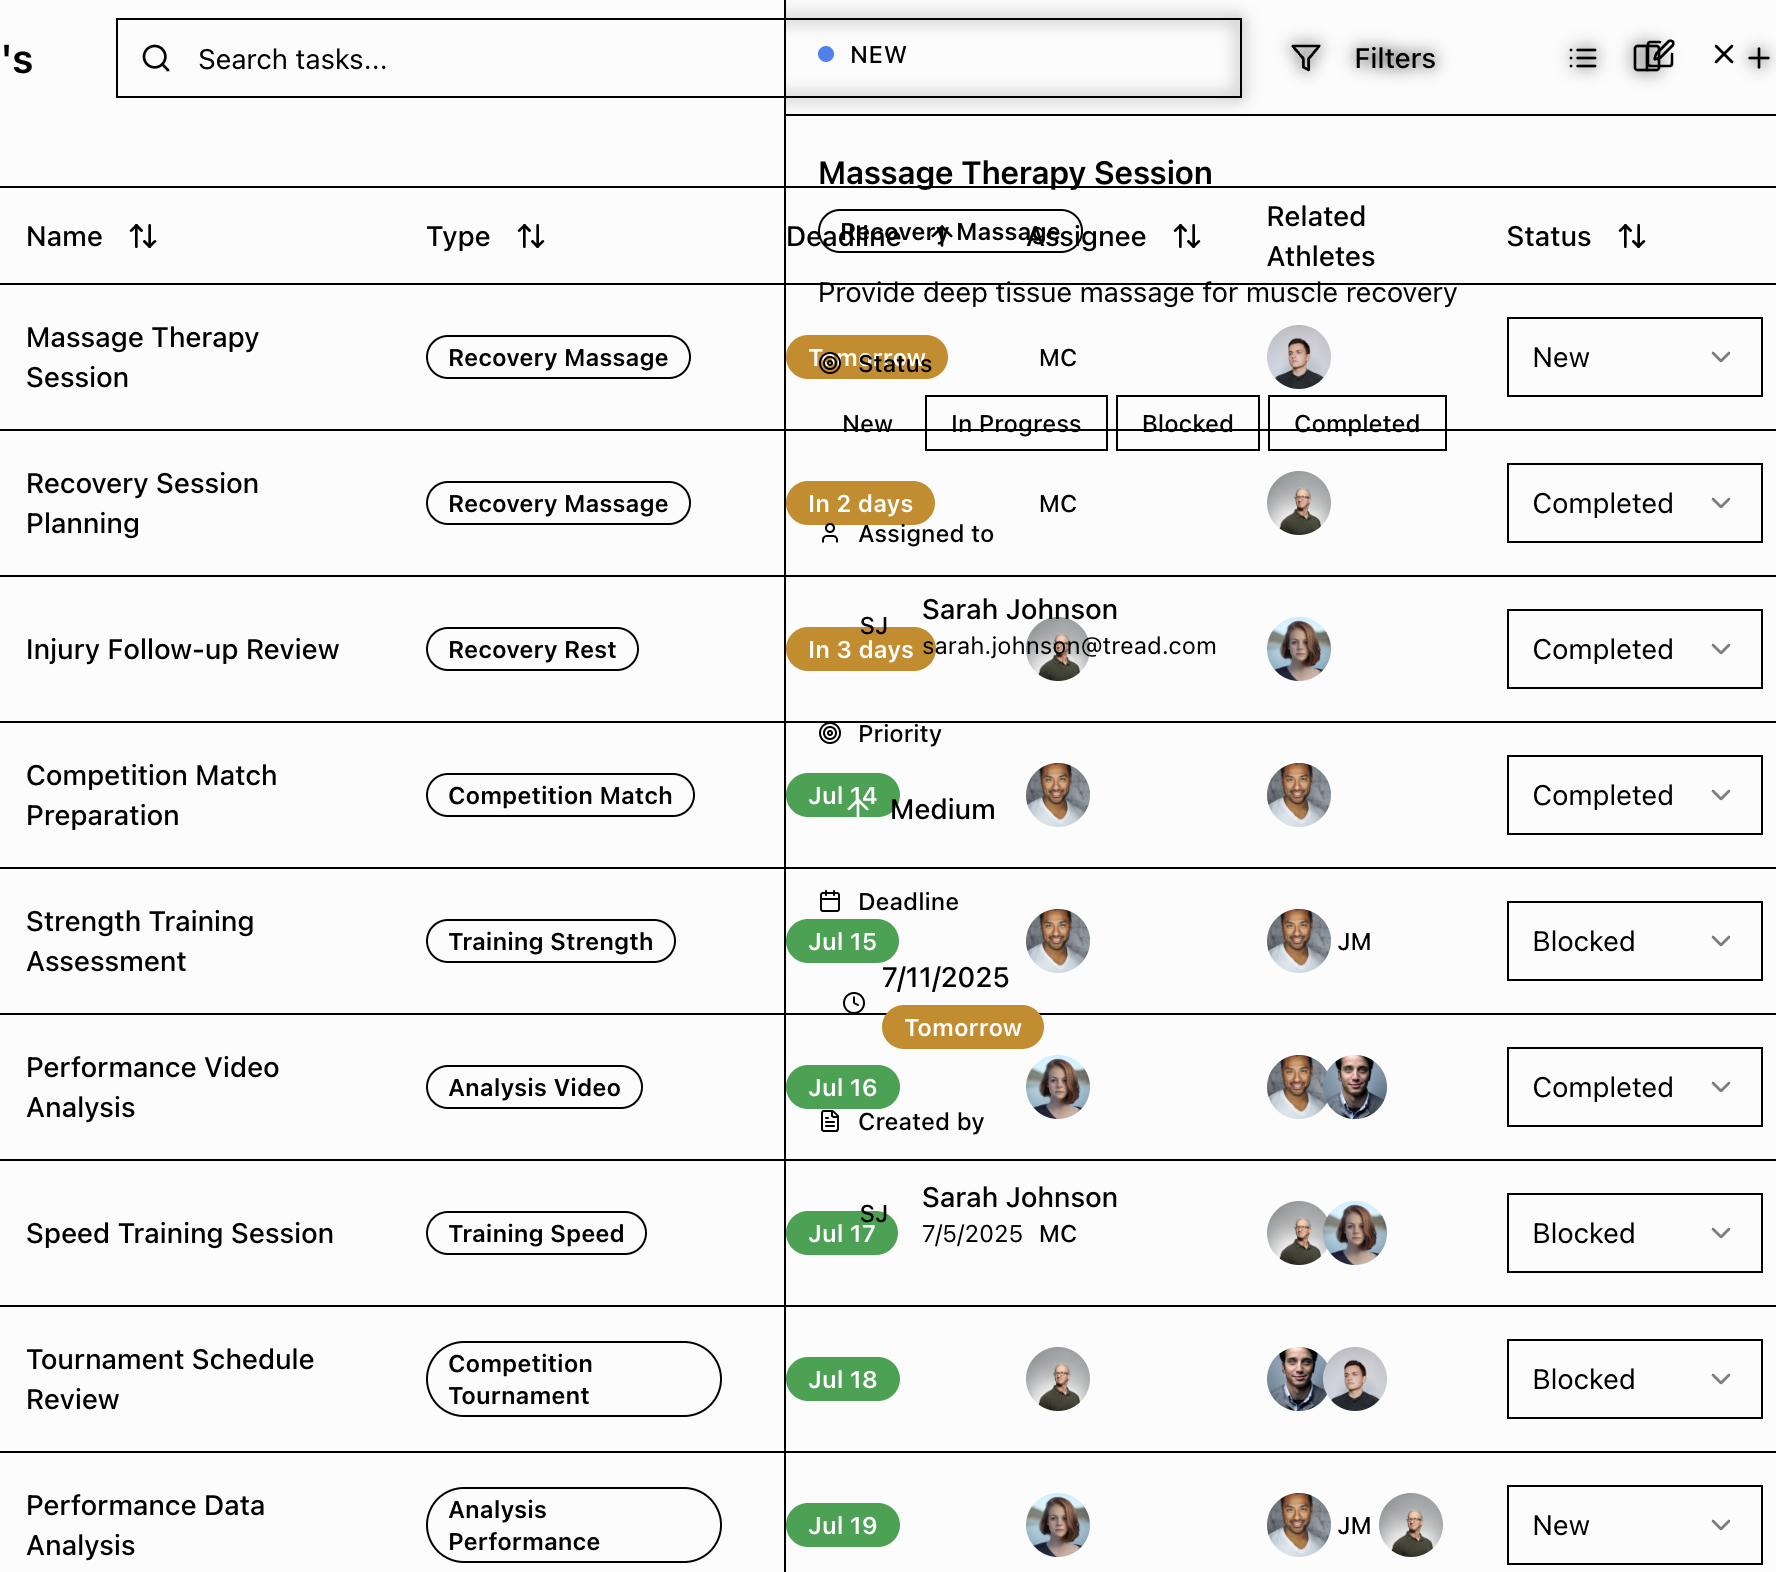 's
Search tasks...
NEW
Filters
Massage Therapy Session
Recovery Massage
Provide deep tissue massage for muscle recovery
Status
New
In Progress
Blocked
Completed
Assigned to
SJ
Sarah Johnson
sarah.johnson@tread.com
Priority
Medium
Deadline
7/11/2025
Tomorrow
Created by
SJ
Sarah Johnson
7/5/2025
Name
Type
Deadline
Assignee
Related
Athletes
Status
Massage Therapy
Session
Recovery Massage
Tomorrow
MC
New
Recovery Session
Planning
Recovery Massage
In 2 days
MC
Completed
Injury Follow-up Review
Recovery Rest
In 3 days
Completed
Competition Match
Preparation
Competition Match
Jul 14
Completed
Strength Training
Assessment
Training Strength
Jul 15
JM
Blocked
Performance Video
Analysis
Analysis Video
Jul 16
Completed
Speed Training Session
Training Speed
Jul 17
MC
Blocked
Tournament Schedule
Review
Competition
Tournament
Jul 18
Blocked
Performance Data
Analysis
Analysis
Performance
Jul 19
JM
New